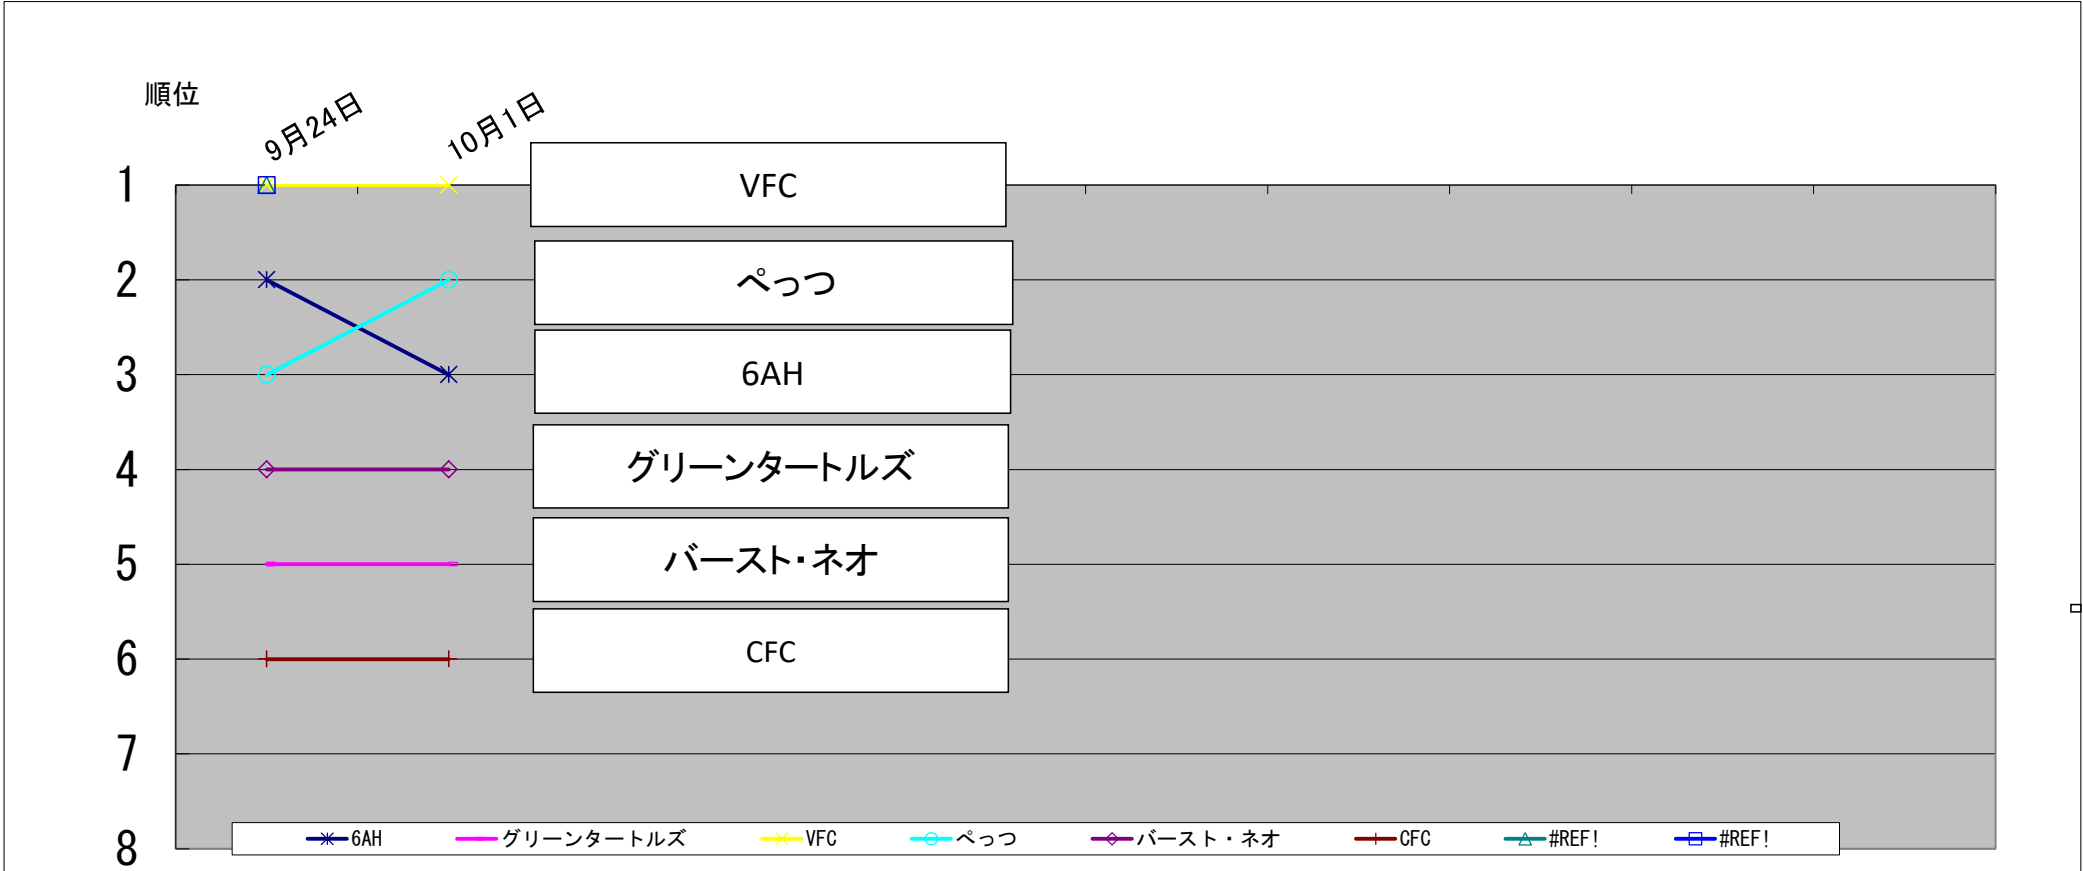 順位
9月24日
10月1日
1
VFC
2
ぺっつ
3
6AH
4
グリーンタートルズ
5
バースト・ネオ
6
CFC
7
8
6AH グリーンタートルズ VFC ぺっつ バースト・ネオ CFC #REF! #REF!